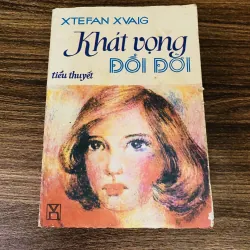 XTEFAN XVAIG
Khát vọng
ĐỔI ĐỜI
tiểu thuyết